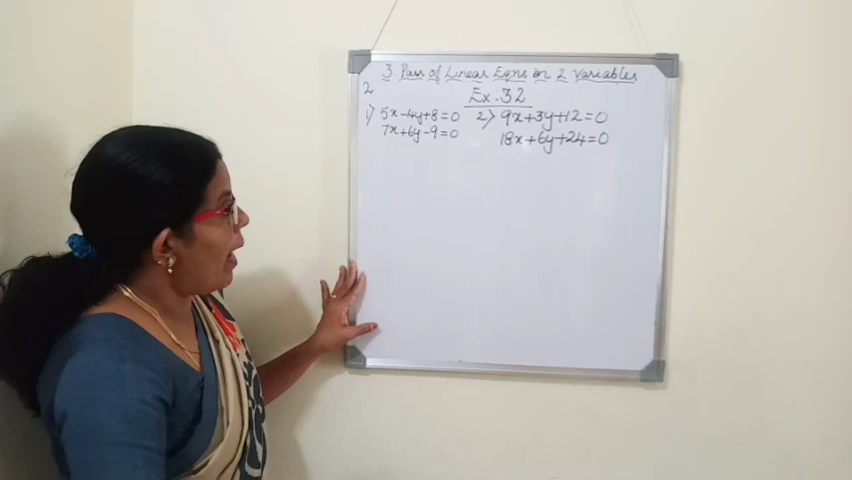 3. Pair of Linear Eqns in 2 Variables
2
Ex. 3.2
1) 5x-4y+8=0
7x+6y-9=0
2) 9x+3y+12=0
18x+6y+24=0